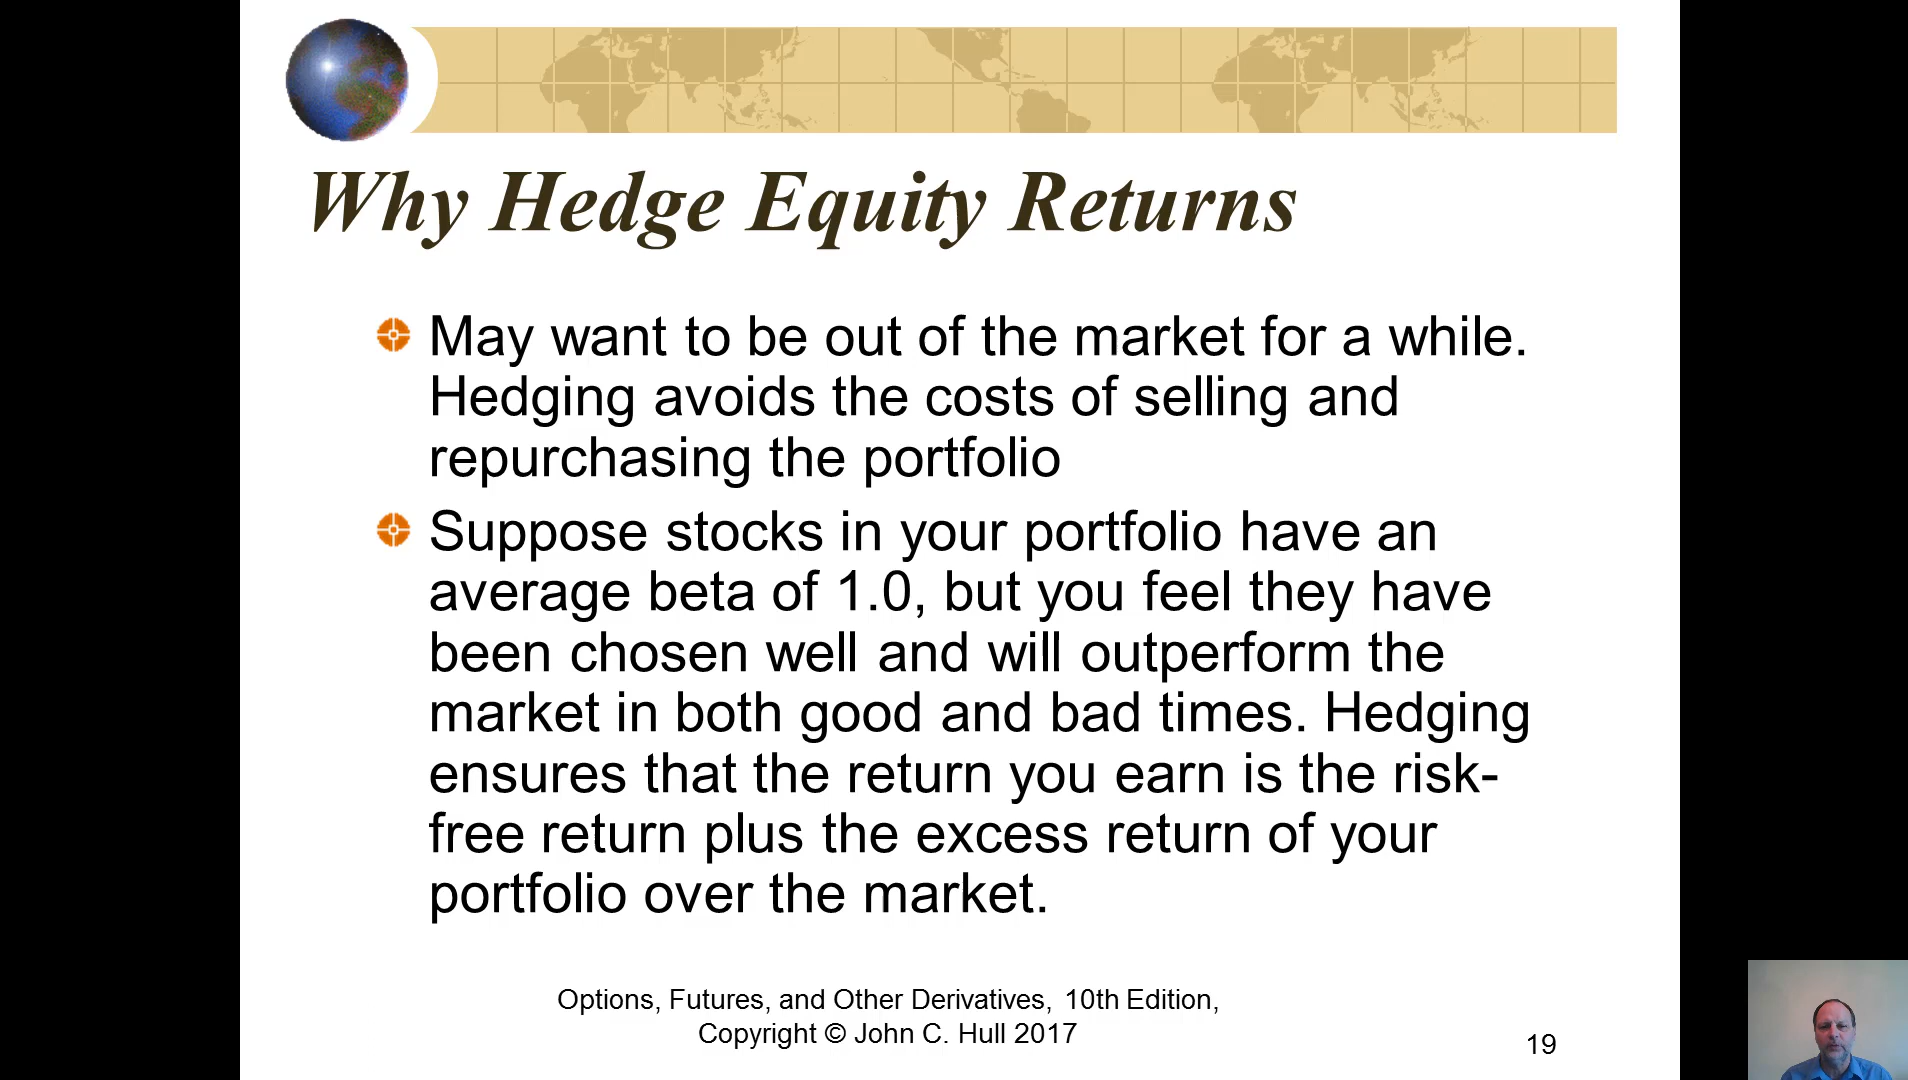 Why Hedge Equity Returns
May want to be out of the market for a while.
Hedging avoids the costs of selling and
repurchasing the portfolio
Suppose stocks in your portfolio have an
average beta of 1.0, but you feel they have
been chosen well and will outperform the
market in both good and bad times. Hedging
ensures that the return you earn is the risk-
free return plus the excess return of your
portfolio over the market.
Options, Futures, and Other Derivatives, 10th Edition,
Copyright © John C. Hull 2017
19